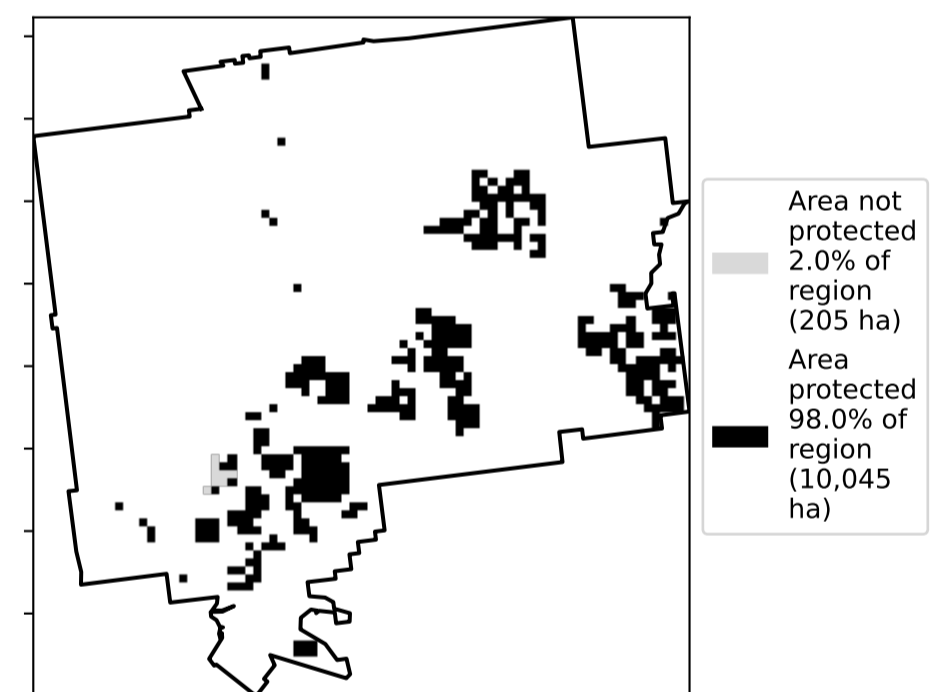 Area not
protected
2.0% of
region
(205 ha)
Area
protected
98.0% of
region
(10,045
ha)